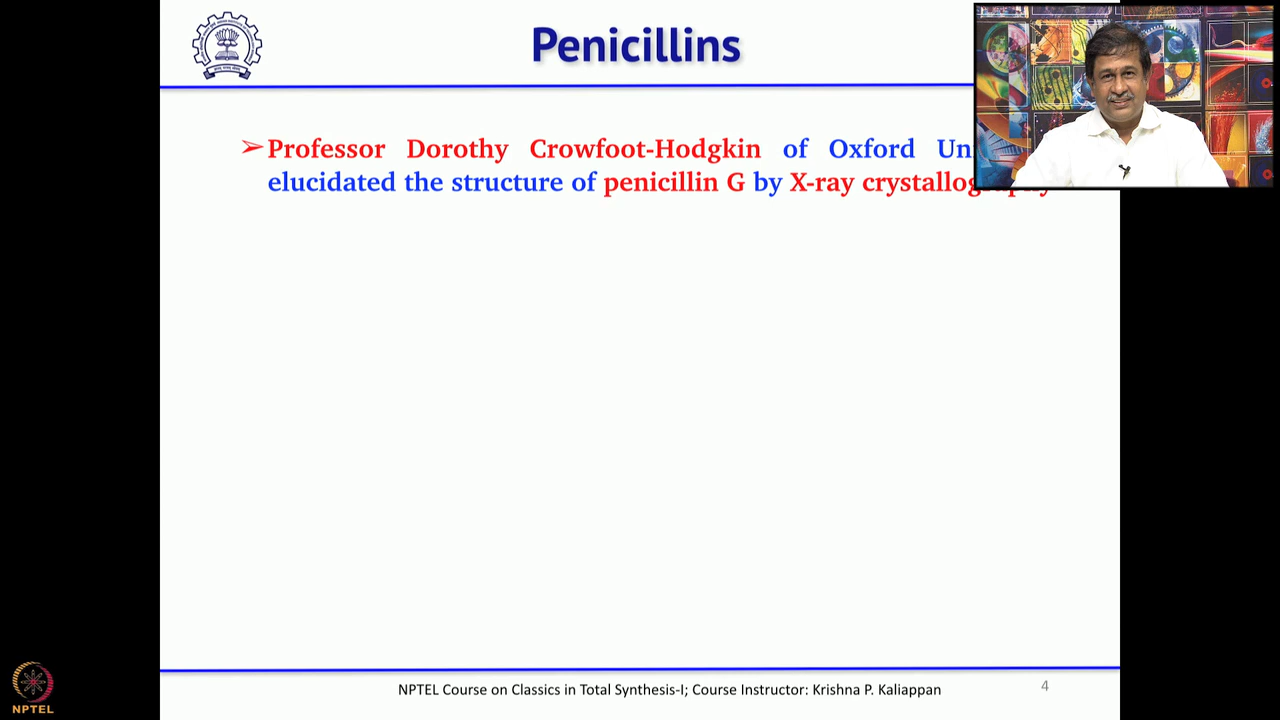 Penicillins
➢Professor Dorothy Crowfoot-Hodgkin of Oxford
elucidated the structure of penicillin G by X-ray
NPTEL Course on Classics in Total Synthesis-I; Course Instructor: Krishna P. Kaliappan
4
NPTEL